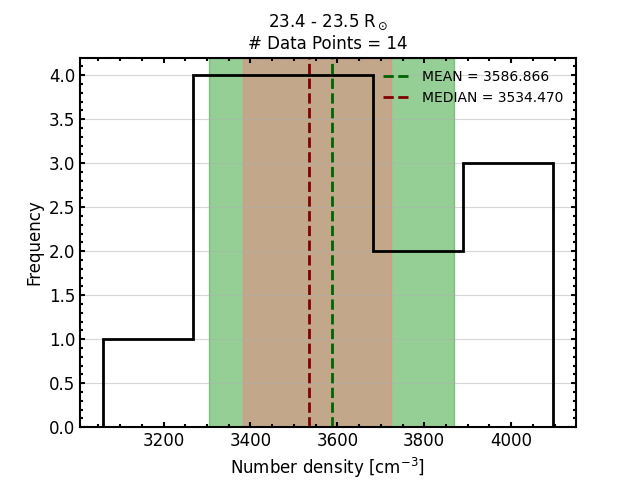 23.4 - 23.5 R⊙
# Data Points = 14
MEAN = 3586.866
MEDIAN = 3534.470
4.0
3.5
3.0
2.5
2.0
1.5
1.0
0.5
0.0
Frequency
3200 3400 3600 3800 4000
Number density [cm⁻³]